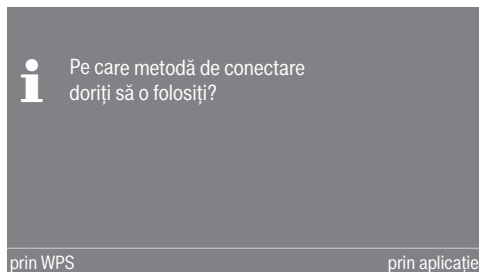 Pe care metodă de conectare
doriți să o folosiți?
prin WPS
prin aplicație